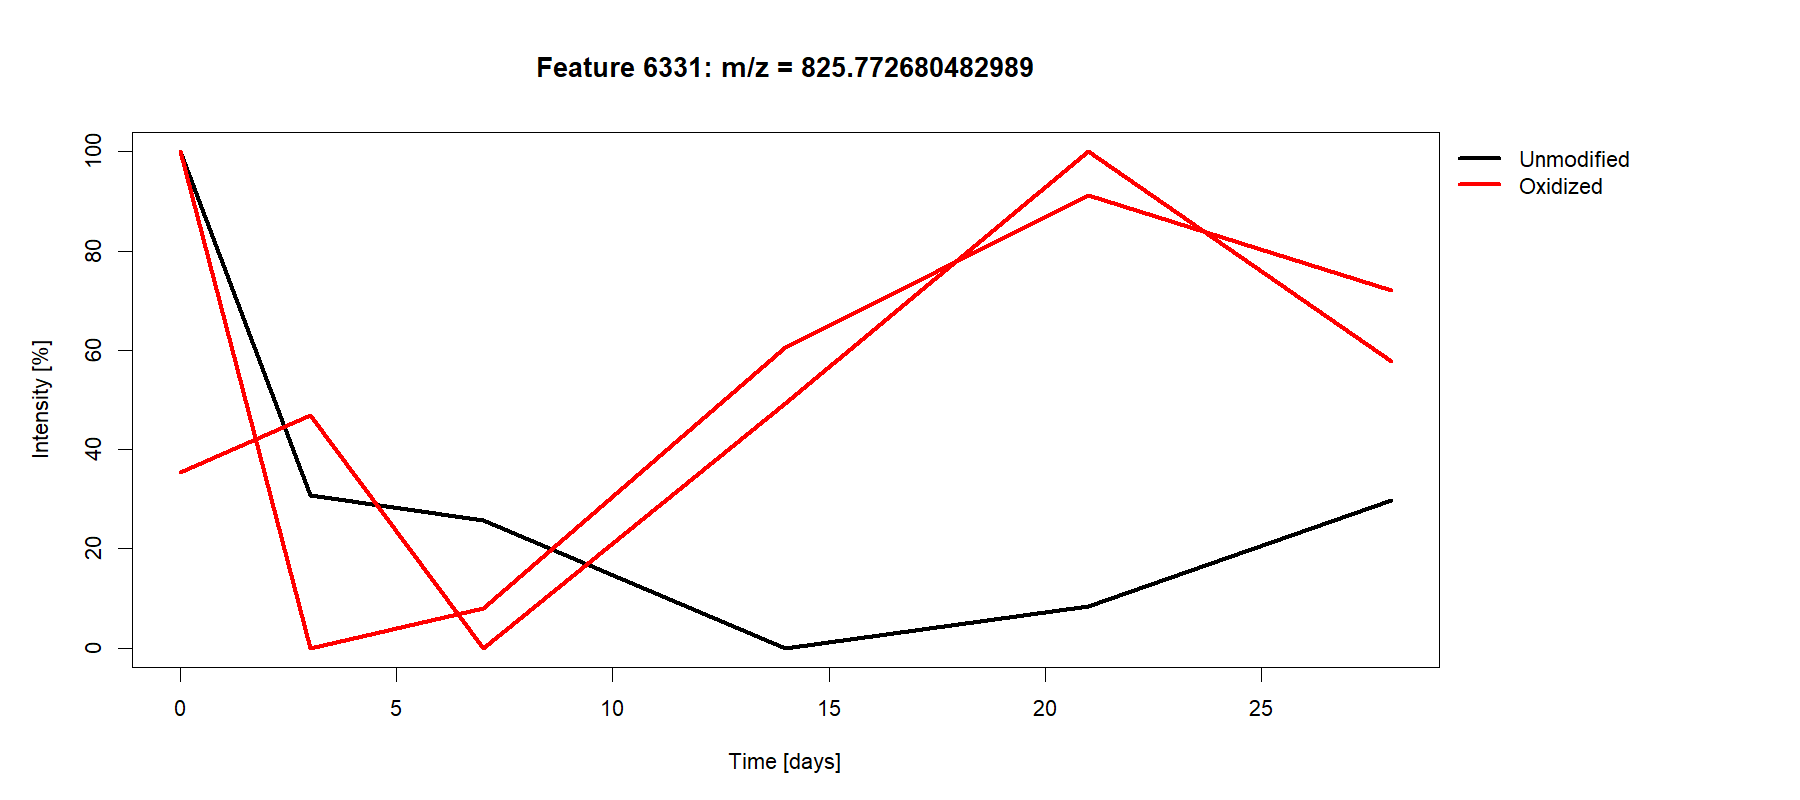 Feature 6331: m/z = 825.772680482989
Unmodified
Oxidized
Intensity [%]
100
80
60
40
20
0
0 5 10 15 20 25
Time [days]